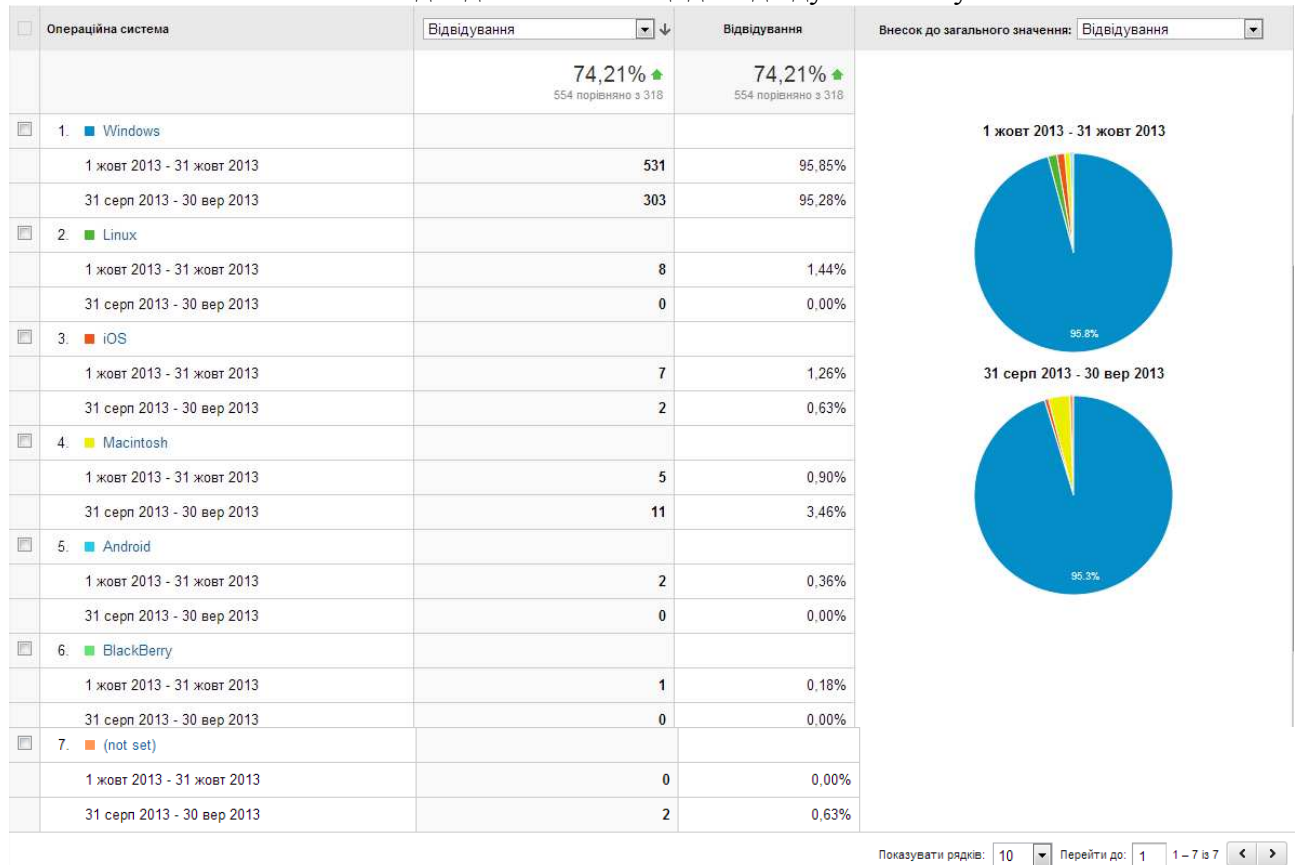 Операційна система Відвідування Відвідування Внесок до загального значення: Відвідування
74,21% 74,21%
554 порівняно з 318 554 порівняно з 318
1. Windows
1 жовт 2013 - 31 жовт 2013 531 95,85%
31 серп 2013 - 30 вер 2013 303 95,28%
2. Linux
1 жовт 2013 - 31 жовт 2013 8 1,44%
31 серп 2013 - 30 вер 2013 0 0,00%
3. iOS
1 жовт 2013 - 31 жовт 2013 7 1,26%
31 серп 2013 - 30 вер 2013 2 0,63%
4. Macintosh
1 жовт 2013 - 31 жовт 2013 5 0,90%
31 серп 2013 - 30 вер 2013 11 3,46%
5. Android
1 жовт 2013 - 31 жовт 2013 2 0,36%
31 серп 2013 - 30 вер 2013 0 0,00%
6. BlackBerry
1 жовт 2013 - 31 жовт 2013 1 0,18%
31 серп 2013 - 30 вер 2013 0 0,00%
7. (not set)
1 жовт 2013 - 31 жовт 2013 0 0,00%
31 серп 2013 - 30 вер 2013 2 0,63%
1 жовт 2013 - 31 жовт 2013
95.8%
31 серп 2013 - 30 вер 2013
95.3%
Показувати рядків: 10 Перейти до: 1 1 – 7 із 7